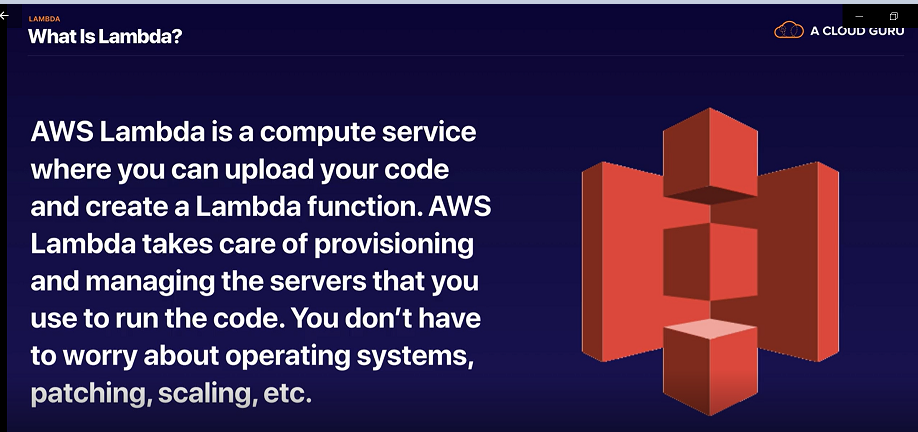 LAMBDA
What Is Lambda?
A CLOUD GURU
AWS Lambda is a compute service
where you can upload your code
and create a Lambda function. AWS
Lambda takes care of provisioning
and managing the servers that you
use to run the code. You don’t have
to worry about operating systems,
patching, scaling, etc.